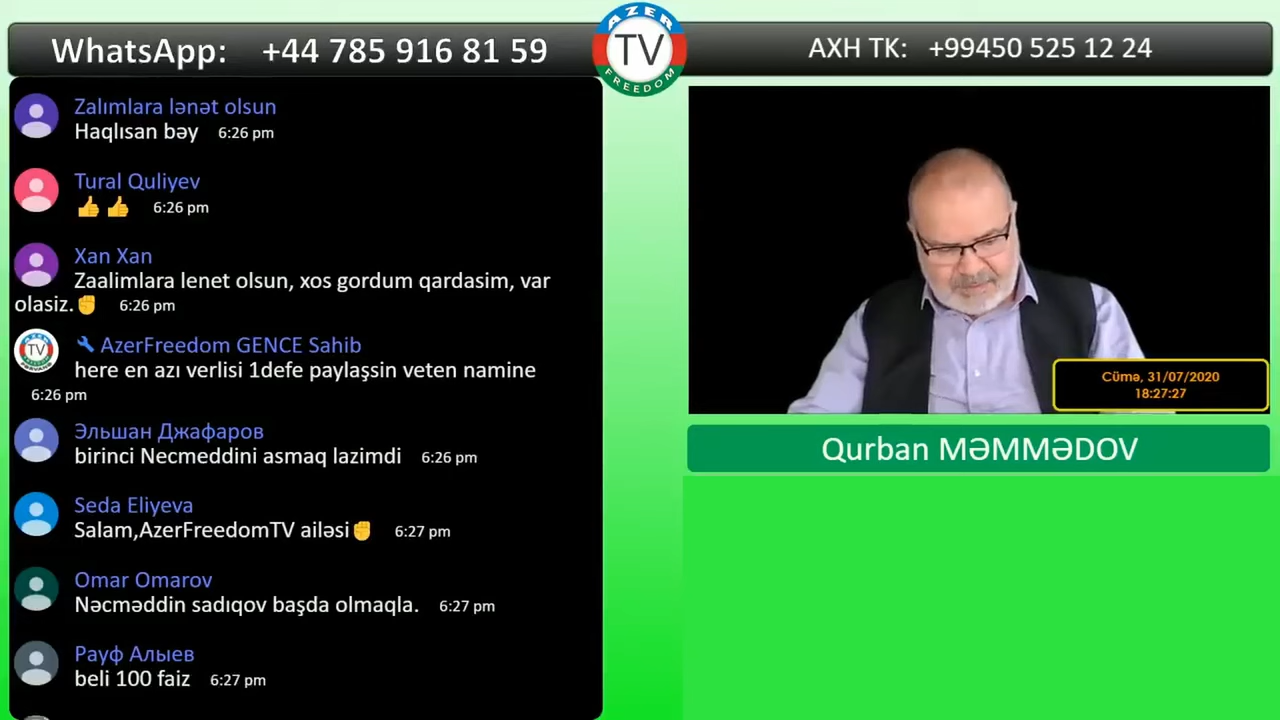 WhatsApp: +44 785 916 81 59
AZER
TV
FREEDOM
AXH TK: +99450 525 12 24
Zalımlara lənət olsun
Haqlısan bəy 6:26 pm
Tural Quliyev
👍👍 6:26 pm
Xan Xan
Zaalimlara lenet olsun, xos gordum qardasim, var
olasiz.✊ 6:26 pm
AzerFreedom GENCE Sahib
here en azı verlisi 1defe paylaşsin veten namine
6:26 pm
Эльшан Джафаров
birinci Necmeddini asmaq lazimdi 6:26 pm
Seda Eliyeva
Salam,AzerFreedomTV ailəsi✊ 6:27 pm
Omar Omarov
Nəcməddin sadıqov başda olmaqla. 6:27 pm
Рауф Алыев
beli 100 faiz 6:27 pm
Cümə, 31/07/2020
18:27:27
Qurban MƏMMƏDOV